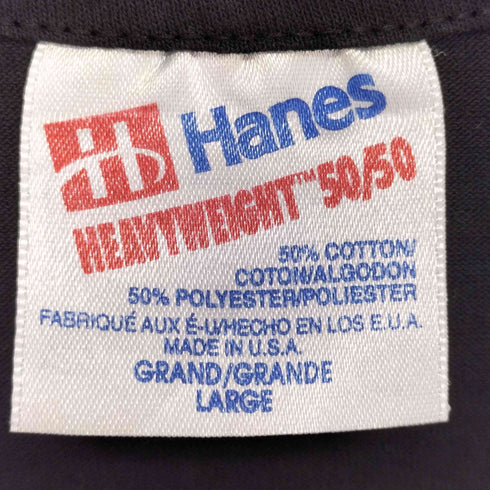 H Hanes
HEAVYWEIGHT™ 50/50
50% COTTON/
COTON/ALGODON
50% POLYESTER/POLIESTER
FABRIQUÉ AUX É-U/HECHO EN LOS E.U.A.
MADE IN U.S.A.
GRAND/GRANDE
LARGE